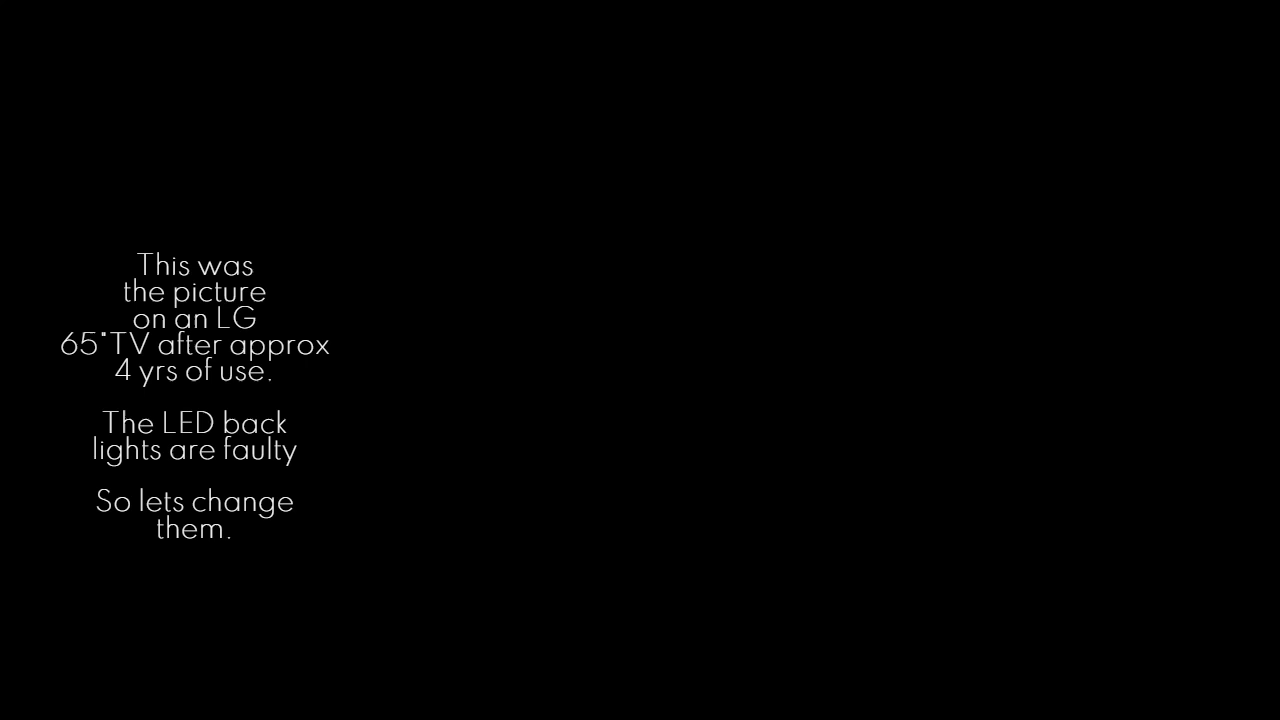 This was
the picture
on an LG
65"TV after approx
4 yrs of use.
The LED back
lights are faulty
So lets change
them.